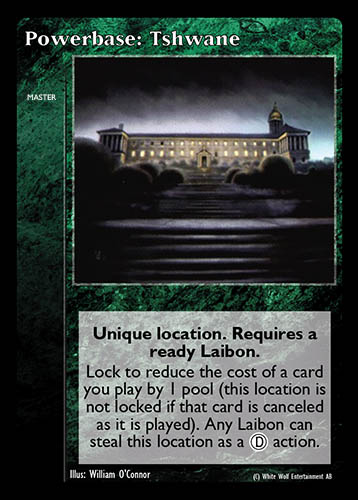 Powerbase: Tshwane
MASTER
Unique location. Requires a
ready Laibon.
Lock to reduce the cost of a card
you play by 1 pool (this location is
not locked if that card is canceled
as it is played). Any Laibon can
steal this location as a Ⓓ action.
Illus: William O'Connor
(C) White Wolf Entertainment AB